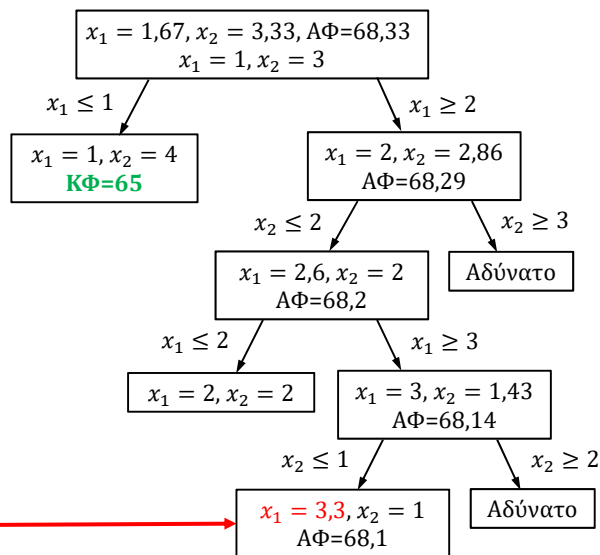 x₁ = 1,67, x₂ = 3,33, ΑΦ=68,33
x₁ = 1, x₂ = 3
x₁ ≤ 1
x₁ ≥ 2
x₁ = 1, x₂ = 4
ΚΦ=65
x₁ = 2, x₂ = 2,86
ΑΦ=68,29
x₂ ≤ 2
x₂ ≥ 3
x₁ = 2,6, x₂ = 2
ΑΦ=68,2
Αδύνατο
x₁ ≤ 2
x₁ ≥ 3
x₁ = 2, x₂ = 2
x₁ = 3, x₂ = 1,43
ΑΦ=68,14
x₂ ≤ 1
x₂ ≥ 2
x₁ = 3,3, x₂ = 1
ΑΦ=68,1
Αδύνατο